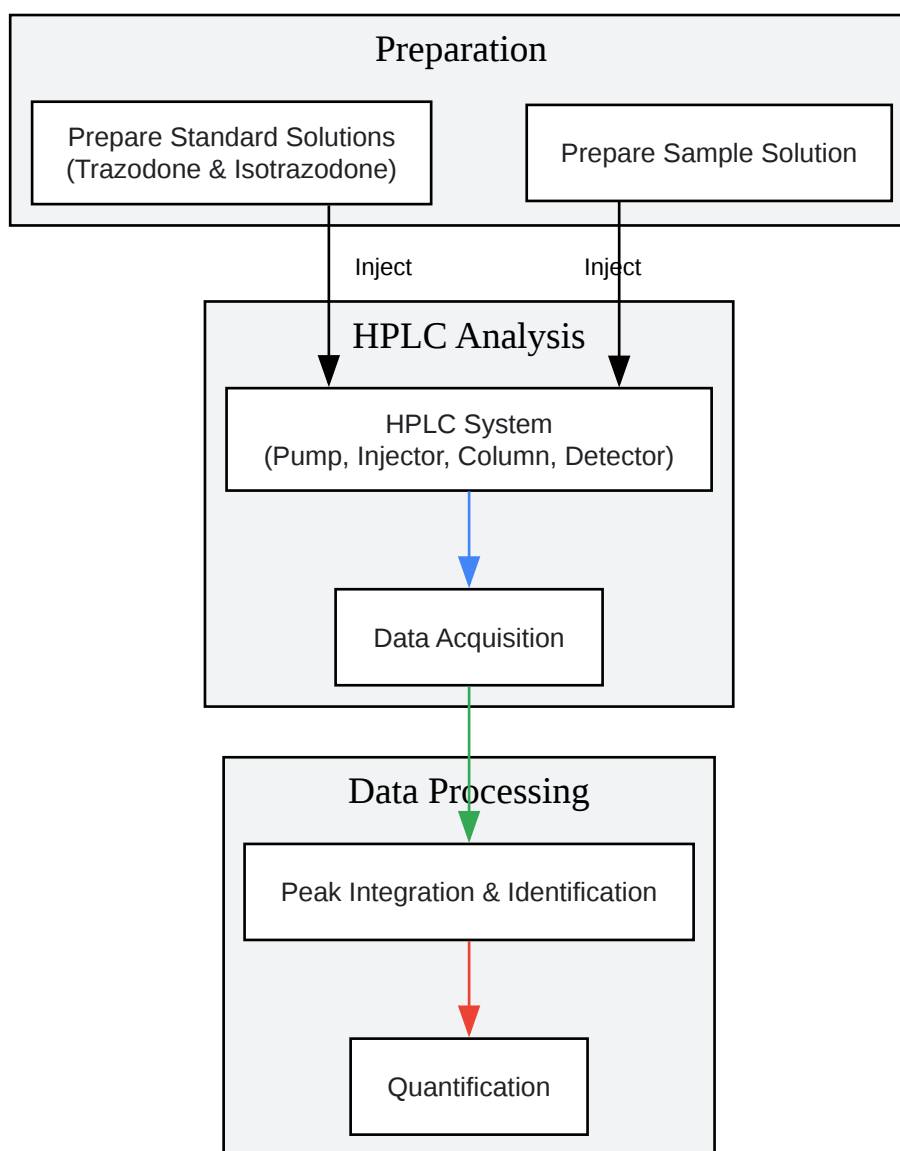 Preparation
Prepare Standard Solutions
(Trazodone & Isotrazodone)
Prepare Sample Solution
Inject
Inject
HPLC Analysis
HPLC System
(Pump, Injector, Column, Detector)
Data Acquisition
Data Processing
Peak Integration & Identification
Quantification